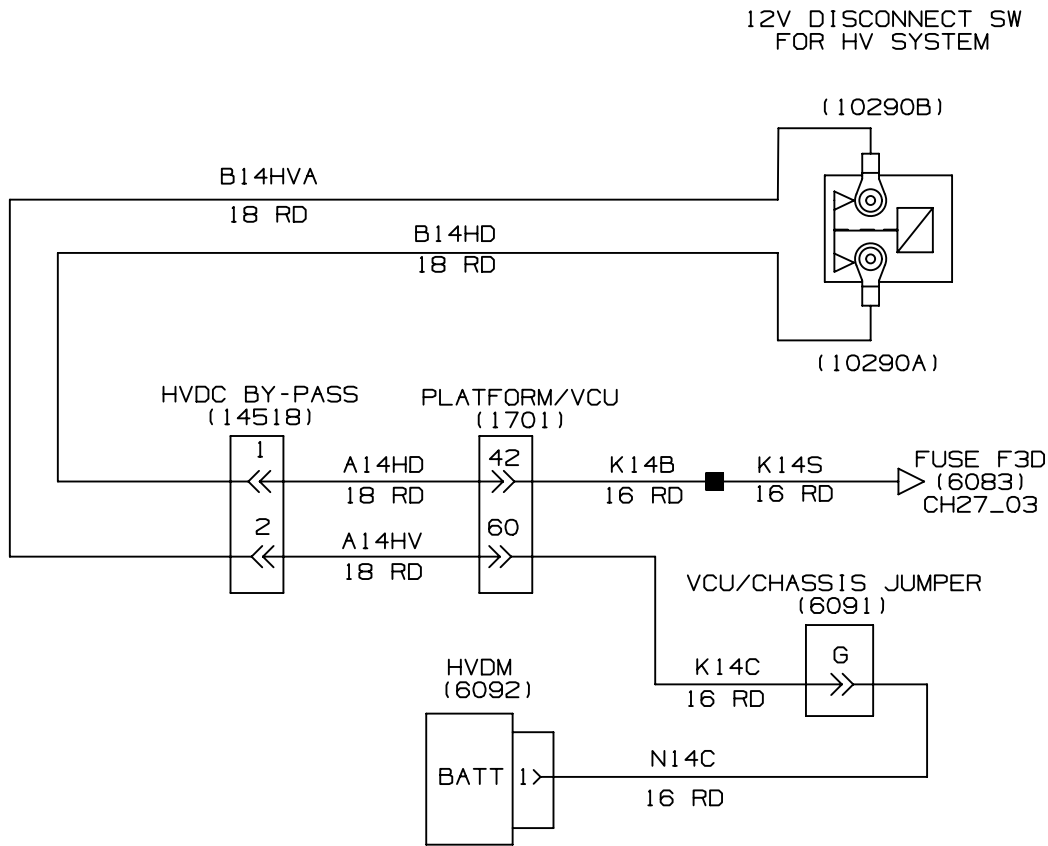 12V DISCONNECT SW
FOR HV SYSTEM
(10290B)
B14HVA
18 RD
B14HD
18 RD
(10290A)
HVDC BY-PASS
(14518)
PLATFORM/VCU
(1701)
1
A14HD
18 RD
42
K14B
16 RD
K14S
16 RD
FUSE F3D
(6083)
CH27_03
2
A14HV
18 RD
60
VCU/CHASSIS JUMPER
(6091)
G
K14C
16 RD
HVDM
(6092)
BATT
1
N14C
16 RD